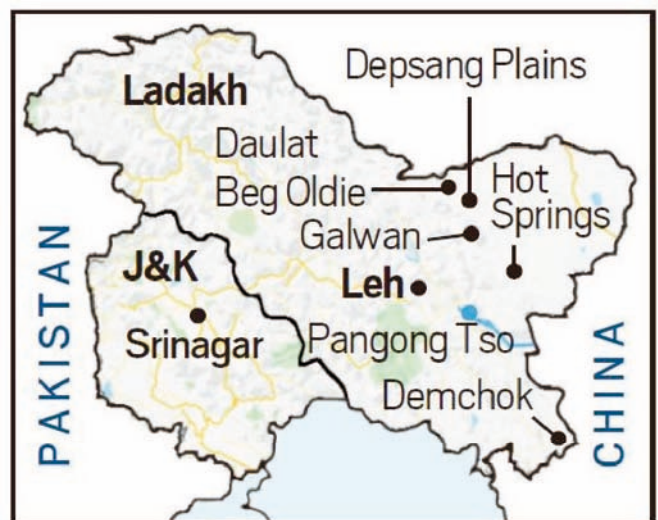 Depsang Plains
Ladakh
Daulat
Beg Oldie
Hot
Springs
Galwan
PAKISTAN
J&K
Leh
Srinagar
Pangong Tso
Demchok
CHINA